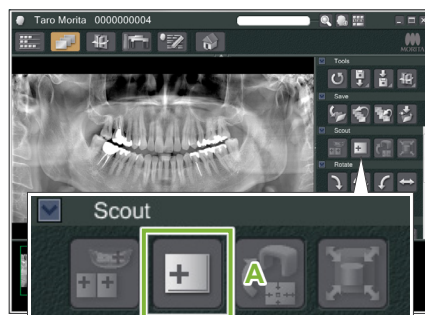 Taro Morita 0000000004
MORITA
Tools
Save
Scout
Rotate
Scout
A